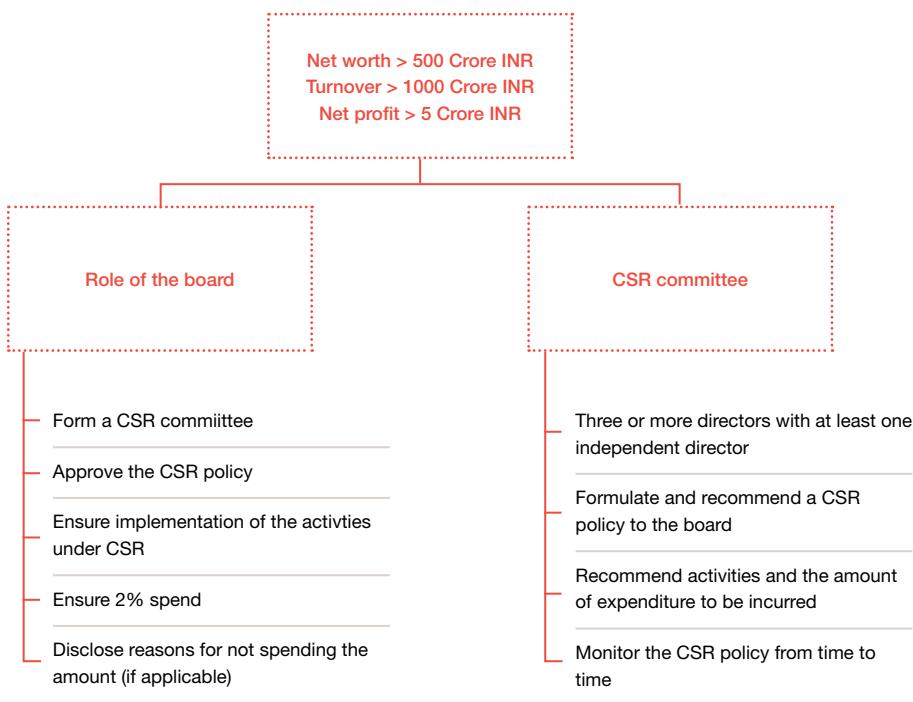 Net worth > 500 Crore INR
Turnover > 1000 Crore INR
Net profit > 5 Crore INR
Role of the board
Form a CSR commiittee
Approve the CSR policy
Ensure implementation of the activties
under CSR
Ensure 2% spend
Disclose reasons for not spending the
amount (if applicable)
CSR committee
Three or more directors with at least one
independent director
Formulate and recommend a CSR
policy to the board
Recommend activities and the amount
of expenditure to be incurred
Monitor the CSR policy from time to
time